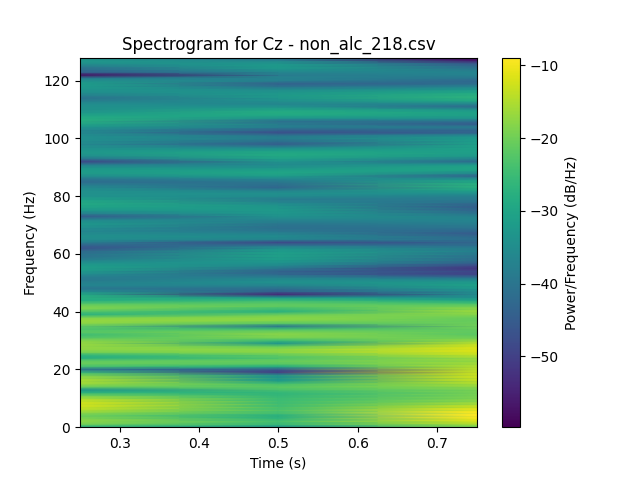 Spectrogram for Cz - non_alc_218.csv
120
100
80
60
40
20
0
Frequency (Hz)
0.3 0.4 0.5 0.6 0.7
Time (s)
−10
−20
−30
−40
−50
Power/Frequency (dB/Hz)